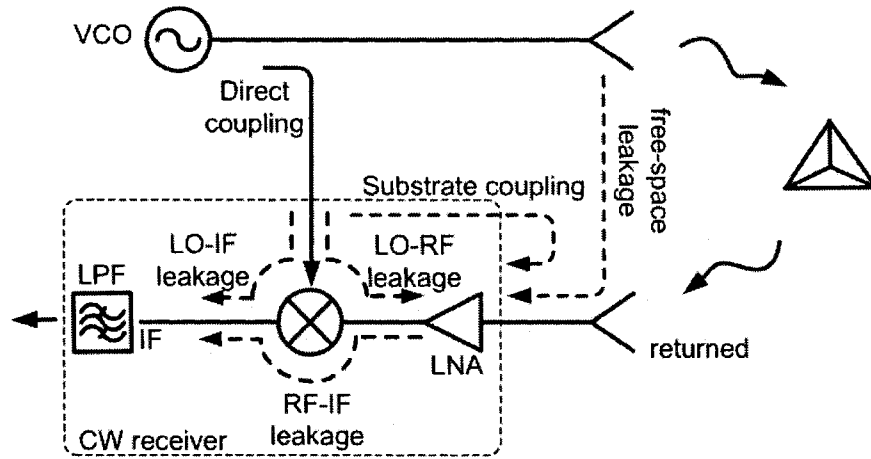 VCO
Direct
coupling
free-space
leakage
Substrate coupling
LO-IF
leakage
LO-RF
leakage
LPF
IF
LNA
returned
RF-IF
leakage
CW receiver